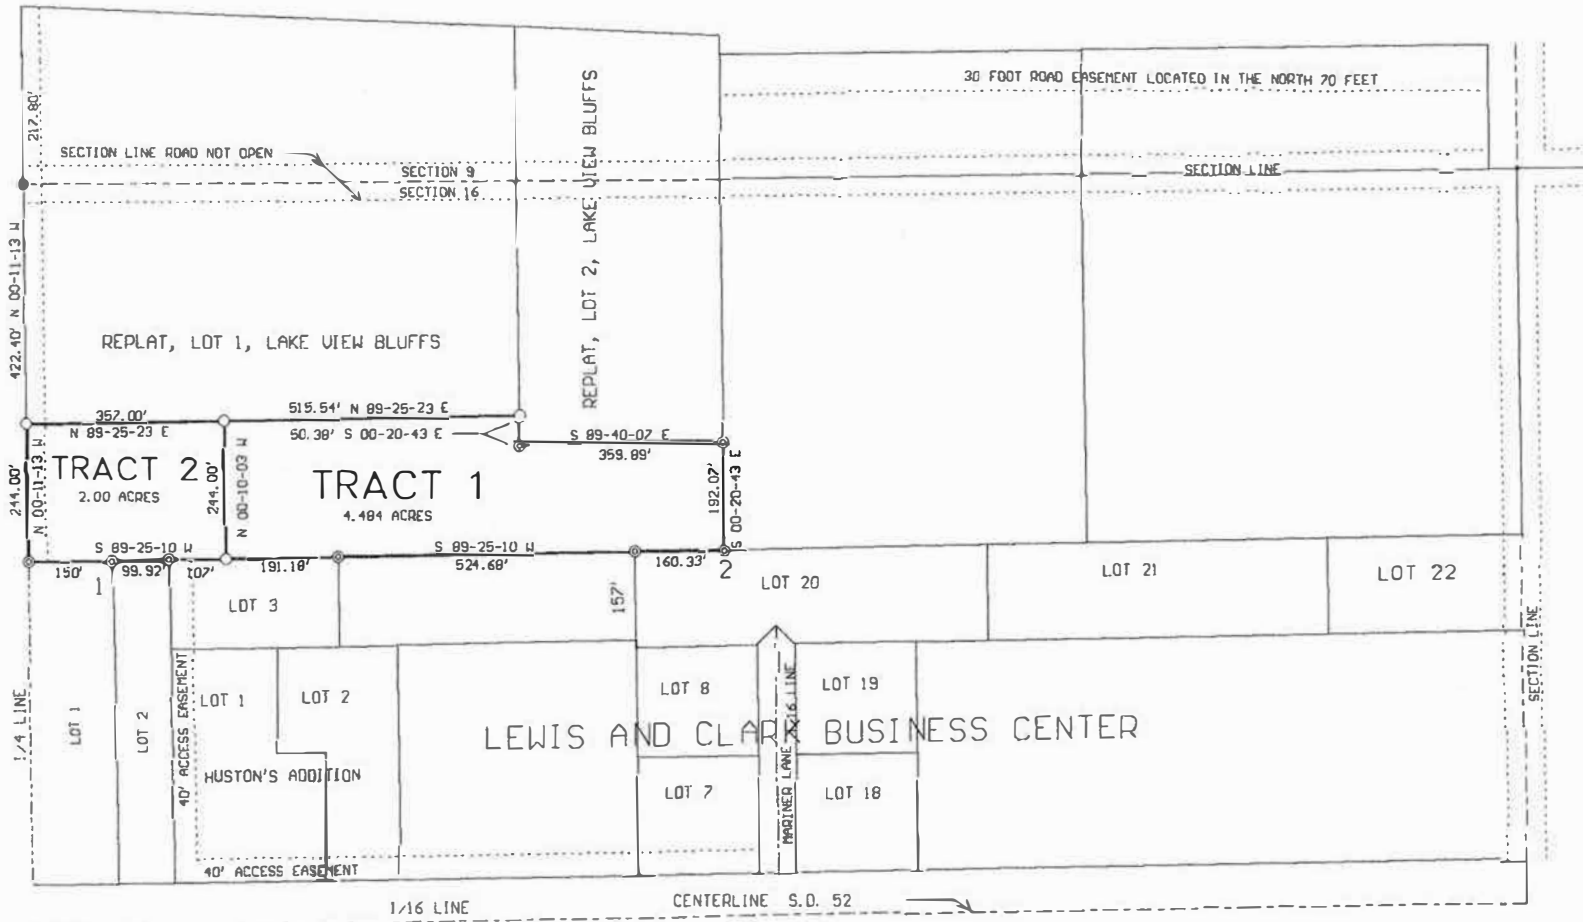 30 FOOT ROAD EASEMENT LOCATED IN THE NORTH 70 FEET
217.80'
SECTION LINE ROAD NOT OPEN
SECTION 9
SECTION 16
SECTION LINE
REPLAT, LOT 2, LAKE VIEW BLUFFS
422.40' N 00-11-13 W
REPLAT, LOT 1, LAKE VIEW BLUFFS
357.00'
N 89-25-23 E
515.54' N 89-25-23 E
50.38' S 00-20-43 E
S 89-40-07 E
359.89'
244.00'
N 00-11-13 W
TRACT 2
2.00 ACRES
244.00'
N 00-10-03 W
TRACT 1
4.484 ACRES
192.07'
S 00-20-43 E
S 89-25-10 W
150'
99.92'
107'
191.18'
S 89-25-10 W
524.68'
160.33'
1
2
LOT 3
157'
LOT 20
LOT 21
LOT 22
1/4 LINE
LOT 1
LOT 2
40' ACCESS EASEMENT
LOT 1
LOT 2
HUSTON'S ADDITION
40' ACCESS EASEMENT
LOT 8
LOT 7
MARINER LANE
1/16 LINE
LOT 19
LOT 18
LEWIS AND CLARK BUSINESS CENTER
SECTION LINE
1/16 LINE
CENTERLINE S.D. 52